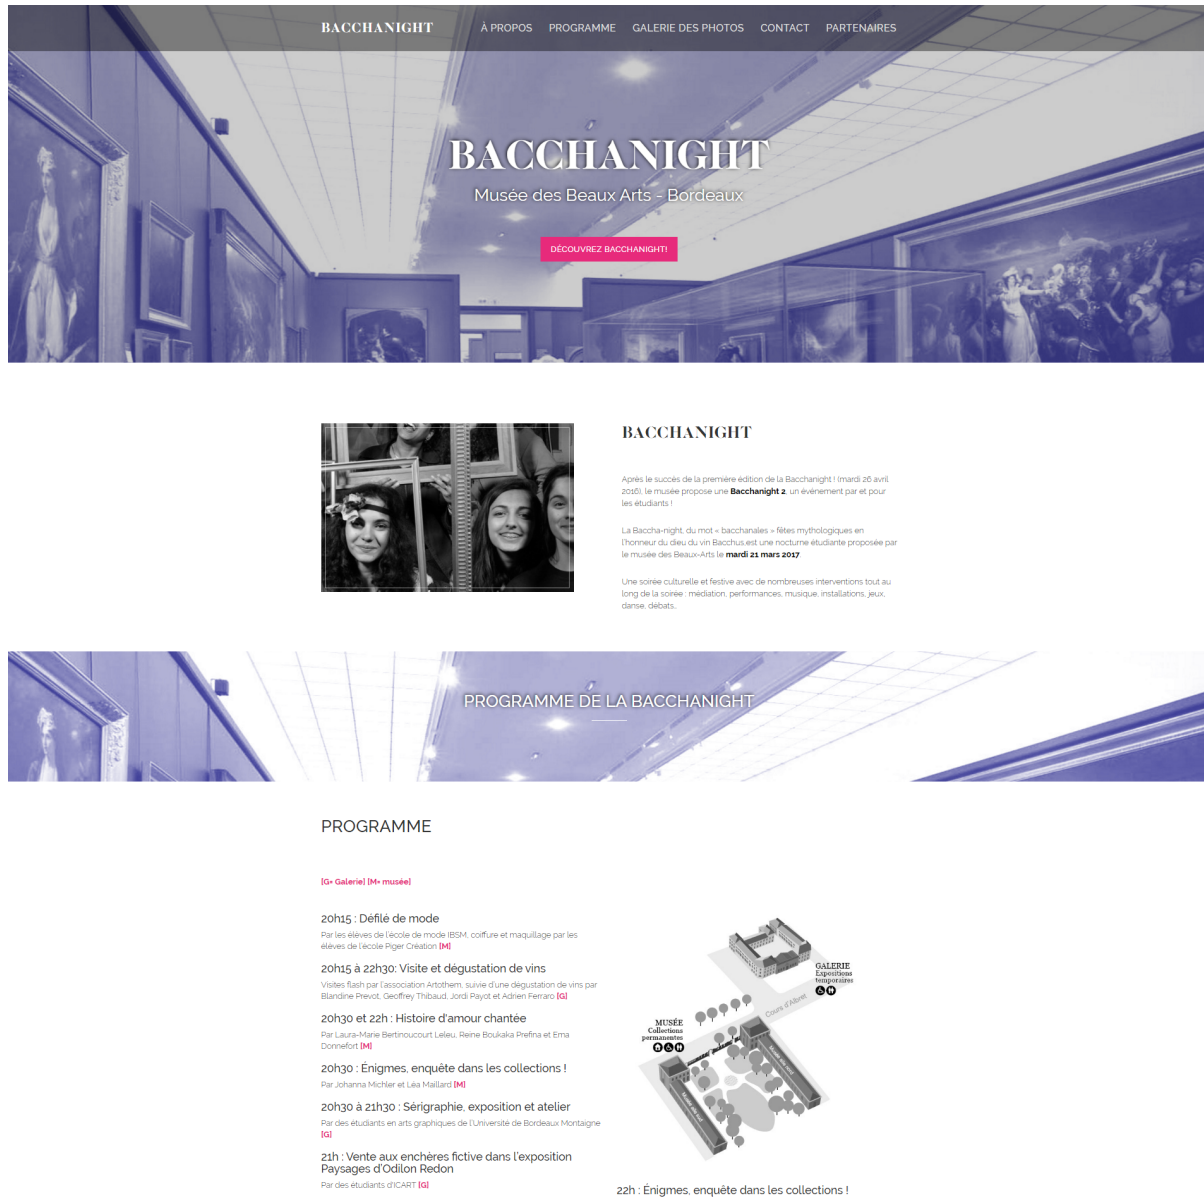 BACCHANIGHT
À PROPOS PROGRAMME GALERIE DES PHOTOS CONTACT PARTENAIRES
BACCHANIGHT
Musée des Beaux Arts - Bordeaux
DÉCOUVREZ BACCHANIGHT!
BACCHANIGHT
Après le succès de la première édition de la Bacchanight ! (mardi 26 avril
2016), le musée propose une Bacchanight 2, un événement par et pour
les étudiants !
La Baccha-night, du mot « bacchanales » fêtes mythologiques en
l'honneur du dieu du vin Bacchus,est une nocturne étudiante proposée par
le musée des Beaux-Arts le mardi 21 mars 2017.
Une soirée culturelle et festive avec de nombreuses interventions tout au
long de la soirée : médiation, performances, musique, installations, jeux,
danse, débats…
PROGRAMME DE LA BACCHANIGHT
PROGRAMME
[G= Galerie] [M= musée]
20h15 : Défilé de mode
Par les élèves de l'école de mode IBSM, coiffure et maquillage par les
élèves de l'école Piger Création [M]
20h15 à 22h30: Visite et dégustation de vins
Visites flash par l'association Artothem, suivie d'une dégustation de vins par
Blandine Prevot, Geoffrey Thibaud, Jordi Payot et Adrien Ferraro [G]
20h30 et 22h : Histoire d'amour chantée
Par Laura-Marie Bertinoucourt Leleu, Reine Boukaka Prefina et Ema
Donnefort [M]
20h30 : Énigmes, enquête dans les collections !
Par Johanna Michler et Léa Maillard [M]
20h30 à 21h30 : Sérigraphie, exposition et atelier
Par des étudiants en arts graphiques de l'Université de Bordeaux Montaigne
[G]
21h : Vente aux enchères fictive dans l'exposition
Paysages d'Odilon Redon
Par des étudiants d'ICART [G]
GALERIE
Expositions
temporaires
Cours d'Albret
MUSÉE
Collections
permanentes
Musée aile nord
Musée aile sud
22h : Énigmes, enquête dans les collections !